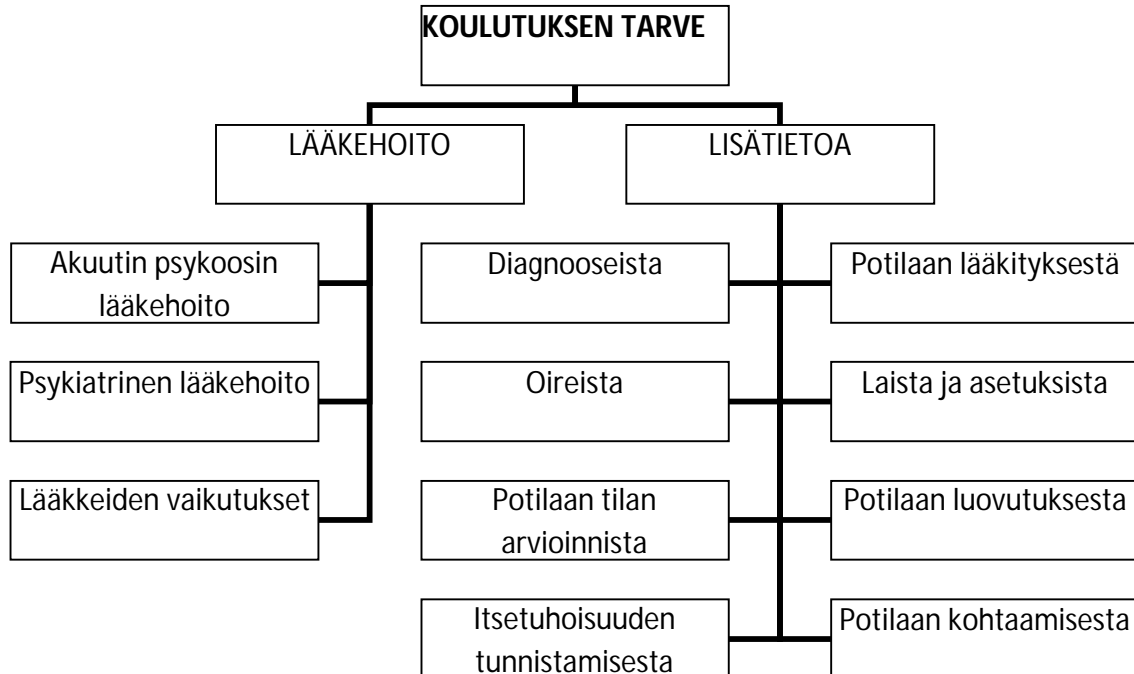 KOULUTUKSEN TARVE
LÄÄKEHOITO
LISÄTIETOA
Akuutin psykoosin
lääkehoito
Psykiatrinen lääkehoito
Lääkkeiden vaikutukset
Diagnooseista
Oireista
Potilaan tilan
arvioinnista
Itsetuhoisuuden
tunnistamisesta
Potilaan lääkityksestä
Laista ja asetuksista
Potilaan luovutuksesta
Potilaan kohtaamisesta